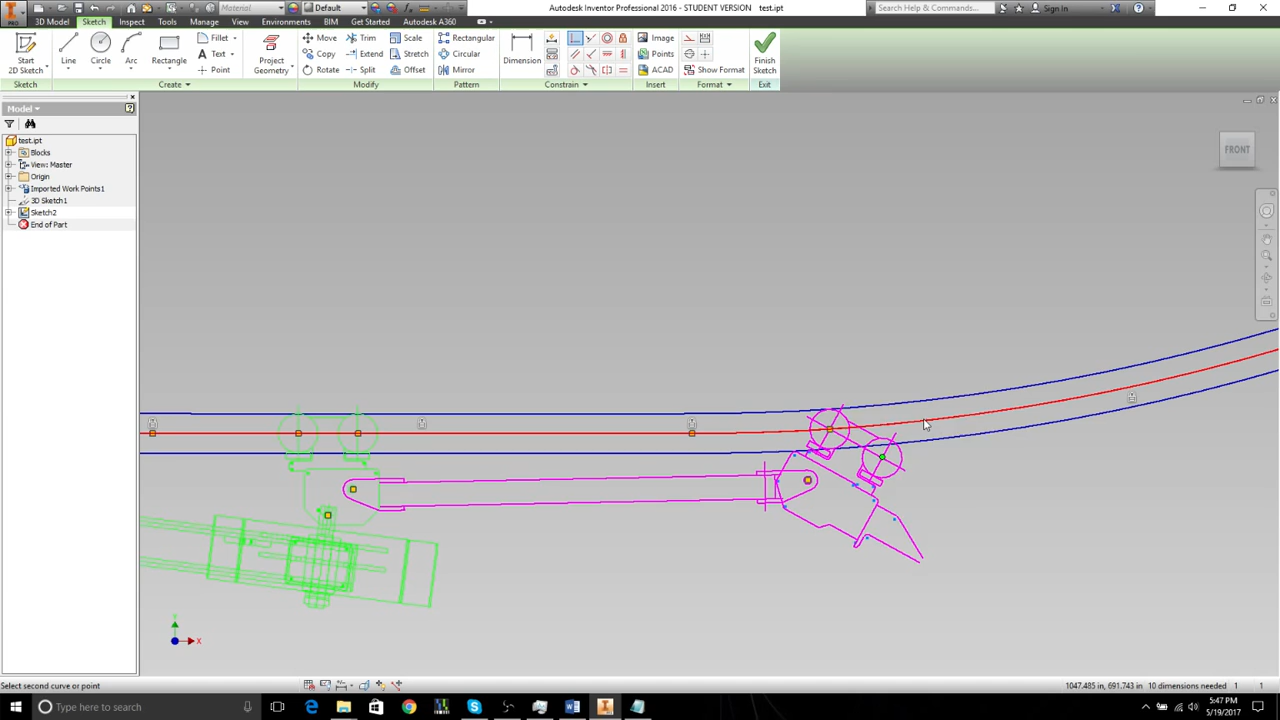 Autodesk Inventor Professional 2016 - STUDENT VERSION test.ipt
Material Default Search Help & Commands... Sign In
3D Model Sketch Inspect Tools Manage View Environments BIM Get Started Autodesk A360
Start 2D Sketch Line Circle Arc Rectangle Fillet Text Point Project Geometry
Move Copy Rotate Trim Extend Split Scale Stretch Offset
Rectangular Circular Mirror Dimension Image Points ACAD Show Format Finish Sketch
Sketch Create Modify Pattern Constrain Insert Format Exit
Model
test.ipt
Blocks
View: Master
Origin
Imported Work Points1
3D Sketch1
Sketch2
End of Part
FRONT
Y
X
Select second curve or point 1047.485 in, 691.743 in 10 dimensions needed 1 1
Type here to search
5:47 PM
5/19/2017